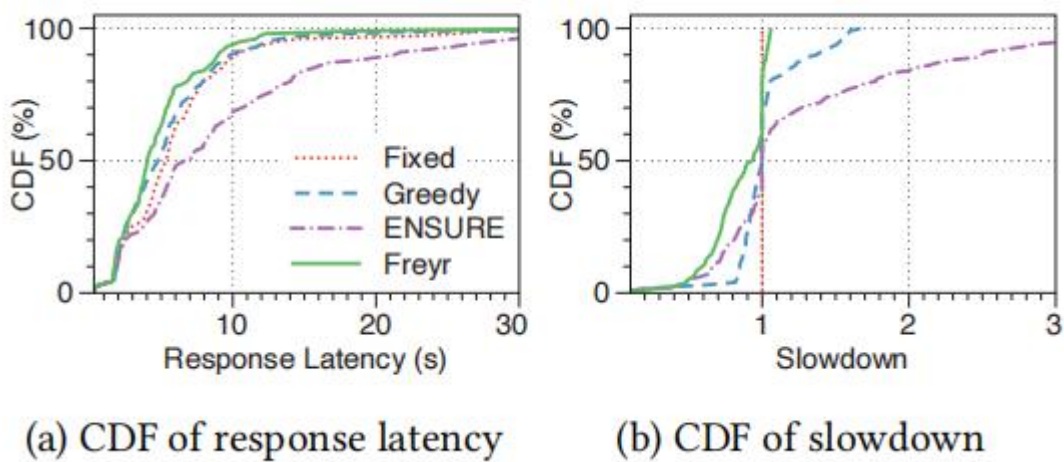 100
50
0
CDF (%)
10
20
30
Response Latency (s)
Fixed
Greedy
ENSURE
Freyr
(a) CDF of response latency
100
50
0
CDF (%)
1
2
3
Slowdown
(b) CDF of slowdown